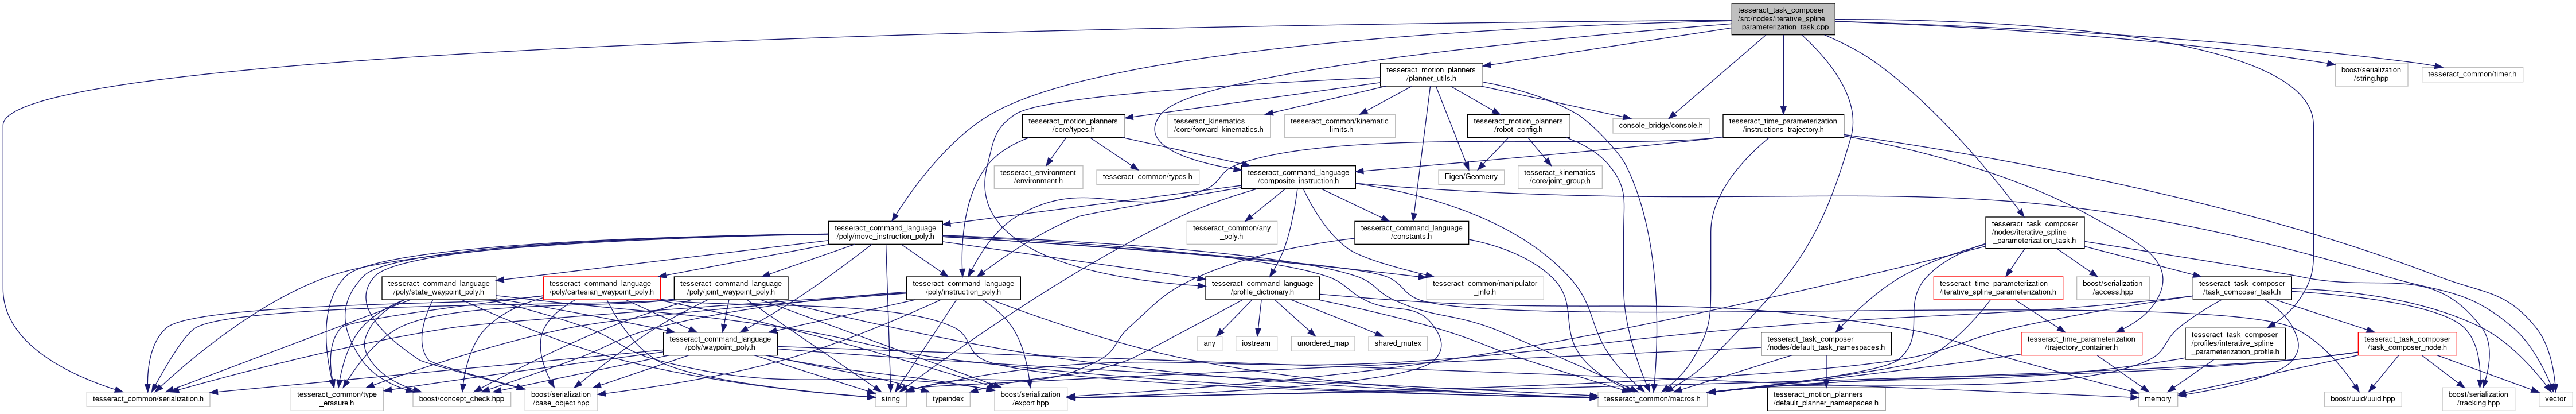 tesseract_task_composer
/src/nodes/iterative_spline
_parameterization_task.cpp
tesseract_motion_planners
/planner_utils.h
boost/serialization
/string.hpp
tesseract_common/timer.h
tesseract_motion_planners
/core/types.h
tesseract_kinematics
/core/forward_kinematics.h
tesseract_common/kinematic
_limits.h
tesseract_motion_planners
/robot_config.h
console_bridge/console.h
tesseract_time_parameterization
/instructions_trajectory.h
tesseract_environment
/environment.h
tesseract_common/types.h
tesseract_command_language
/composite_instruction.h
Eigen/Geometry
tesseract_kinematics
/core/joint_group.h
tesseract_command_language
/poly/move_instruction_poly.h
tesseract_common/any
_poly.h
tesseract_command_language
/constants.h
tesseract_task_composer
/nodes/iterative_spline
_parameterization_task.h
tesseract_command_language
/poly/state_waypoint_poly.h
tesseract_command_language
/poly/cartesian_waypoint_poly.h
tesseract_command_language
/poly/joint_waypoint_poly.h
tesseract_command_language
/poly/instruction_poly.h
tesseract_command_language
/profile_dictionary.h
tesseract_common/manipulator
_info.h
tesseract_time_parameterization
/iterative_spline_parameterization.h
boost/serialization
/access.hpp
tesseract_task_composer
/task_composer_task.h
tesseract_command_language
/poly/waypoint_poly.h
any
iostream
unordered_map
shared_mutex
tesseract_task_composer
/nodes/default_task_namespaces.h
tesseract_time_parameterization
/trajectory_container.h
tesseract_task_composer
/profiles/interative_spline
_parameterization_profile.h
tesseract_task_composer
/task_composer_node.h
tesseract_common/serialization.h
tesseract_common/type
_erasure.h
boost/concept_check.hpp
boost/serialization
/base_object.hpp
string
typeindex
boost/serialization
/export.hpp
tesseract_common/macros.h
tesseract_motion_planners
/default_planner_namespaces.h
memory
boost/uuid/uuid.hpp
boost/serialization
/tracking.hpp
vector